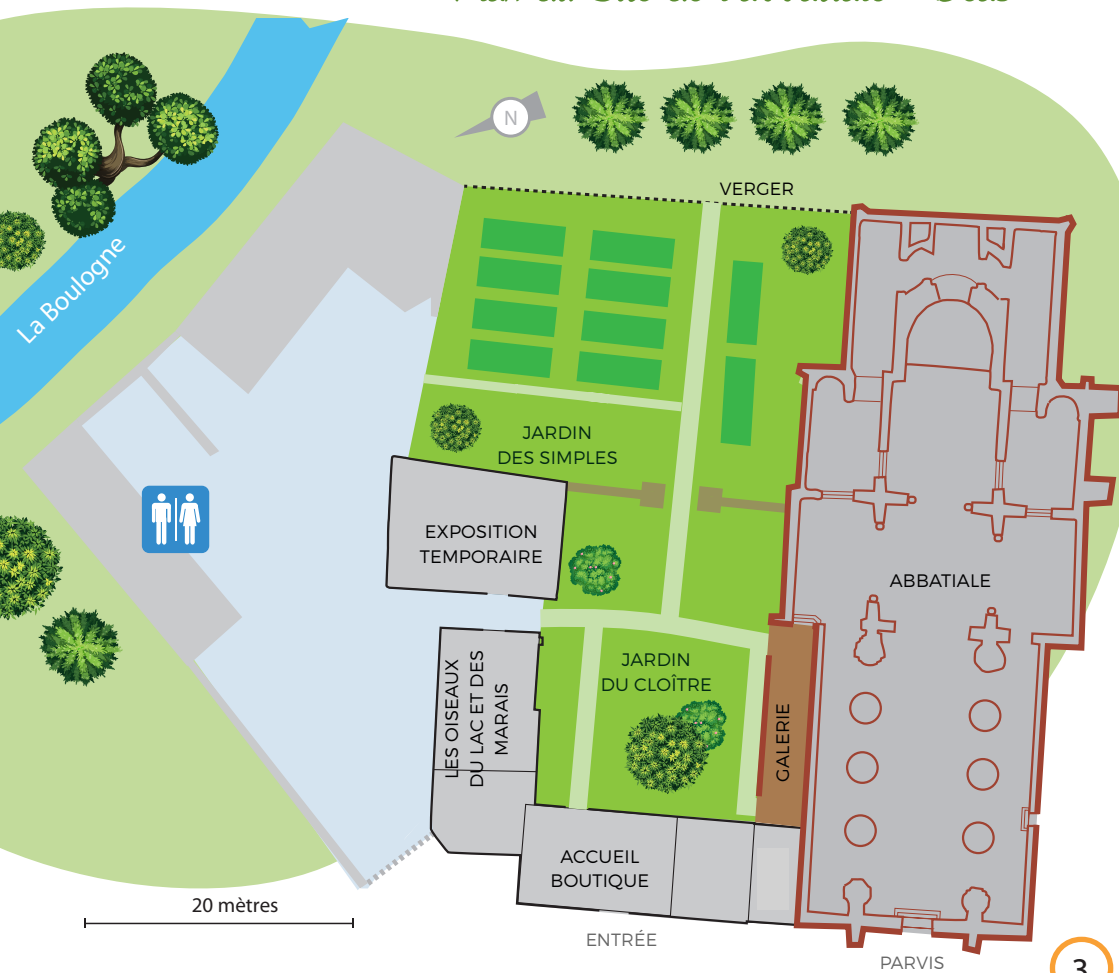 N
VERGER
La Boulogne
JARDIN
DES SIMPLES
EXPOSITION
TEMPORAIRE
ABBATIALE
LES OISEAUX
DU LAC ET DES
MARAIS
JARDIN
DU CLOÎTRE
GALERIE
ACCUEIL
BOUTIQUE
20 mètres
ENTRÉE
PARVIS
3